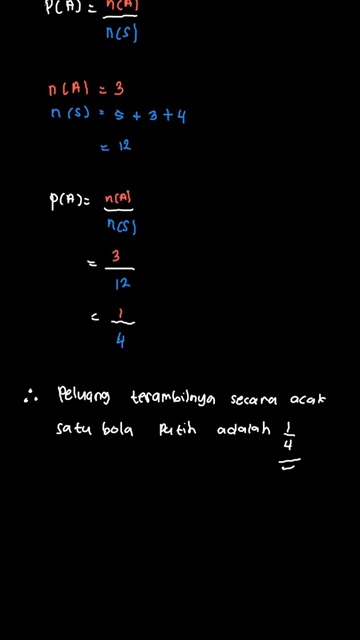 P(A) = n(A)
n(S)
n(A) = 3
n(S) = 5 + 3 + 4
= 12
P(A) = n(A)
n(S)
= 3
12
= 1
4
∴ Peluang terambilnya secara acak
satu bola Putih adalah 1
4